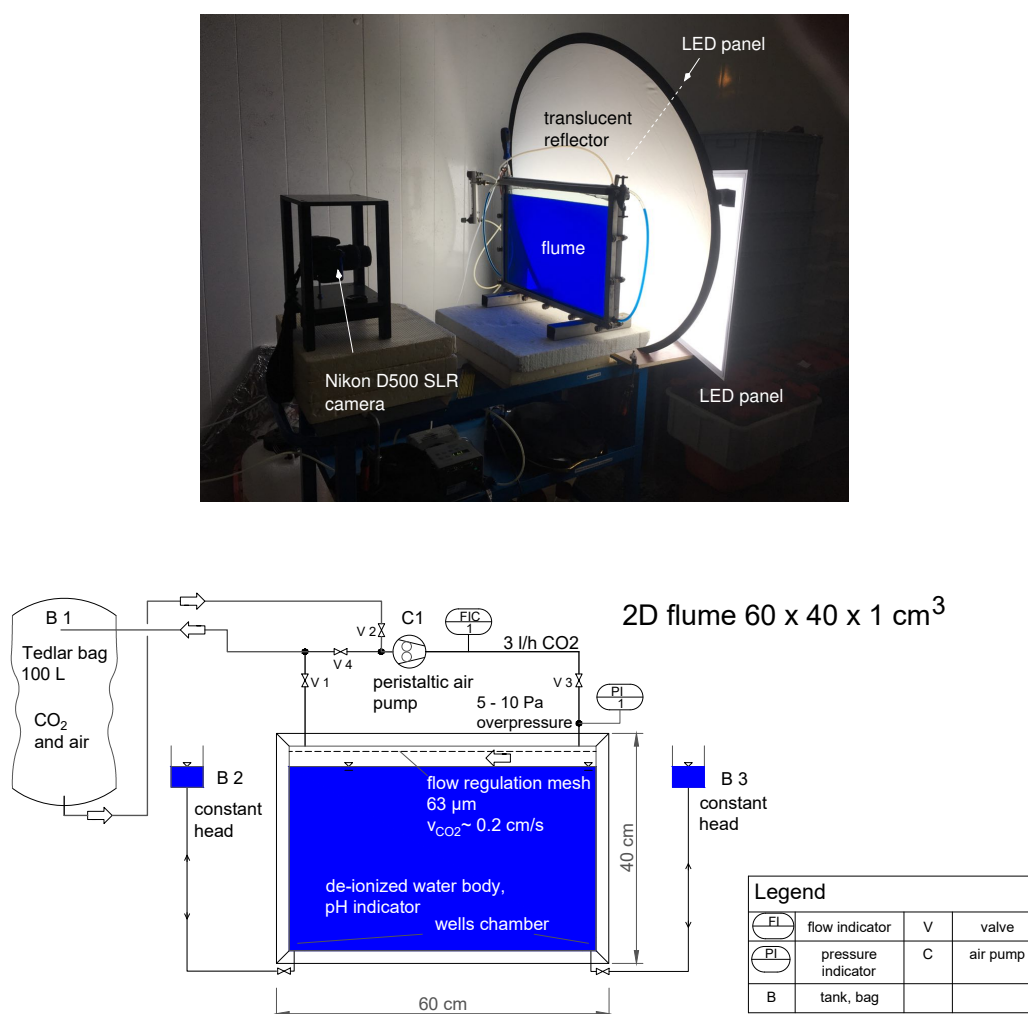 LED panel
translucent
reflector
flume
Nikon D500 SLR
camera
LED panel
2D flume 60 x 40 x 1 cm³
B 1
Tedlar bag
100 L
CO₂
and air
V 2
C1
FIC
1
3 l/h CO2
V 4
V 1
peristaltic air
pump
V 3
5 - 10 Pa
overpressure
PI
1
B 2
constant
head
flow regulation mesh
63 µm
v_CO2~ 0.2 cm/s
B 3
constant
head
40 cm
de-ionized water body,
pH indicator
wells chamber
60 cm
Legend
FI flow indicator V valve
PI pressure indicator C air pump
B tank, bag